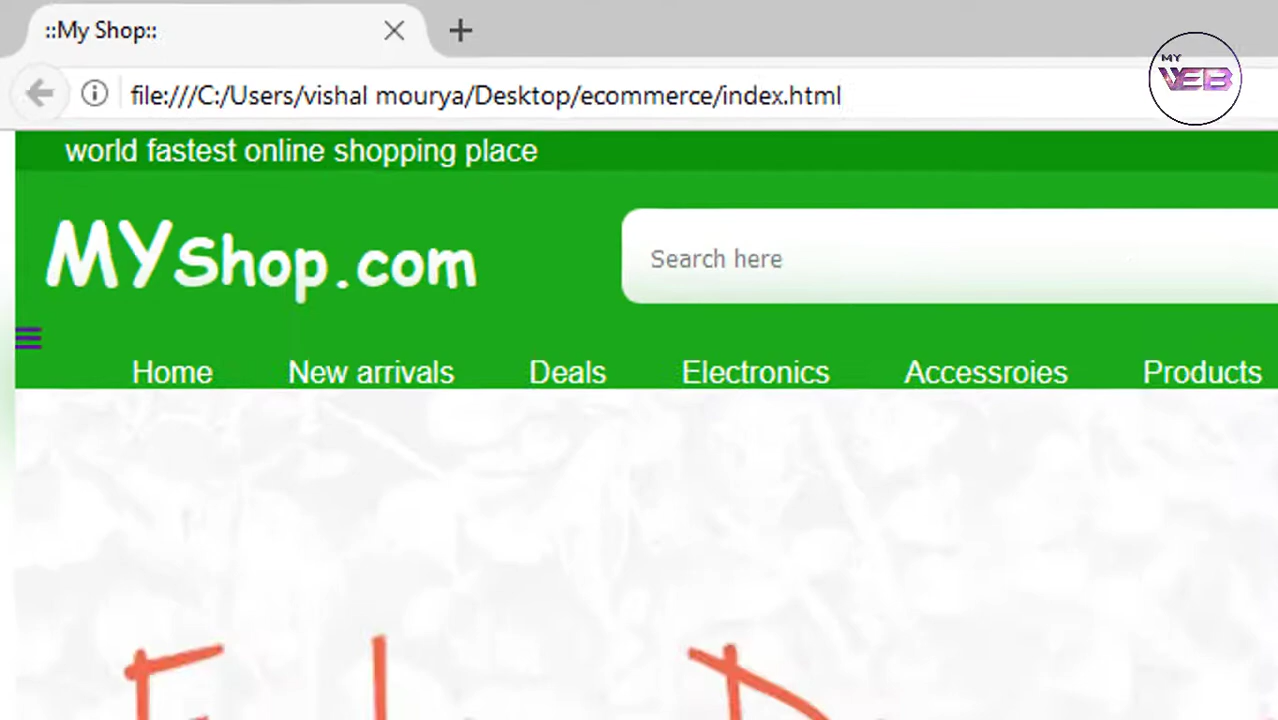 ::My Shop::
MY
WEB
file:///C:/Users/vishal mourya/Desktop/ecommerce/index.html
world fastest online shopping place
MYShop.com
Search here
Home New arrivals Deals Electronics Accessroies Products